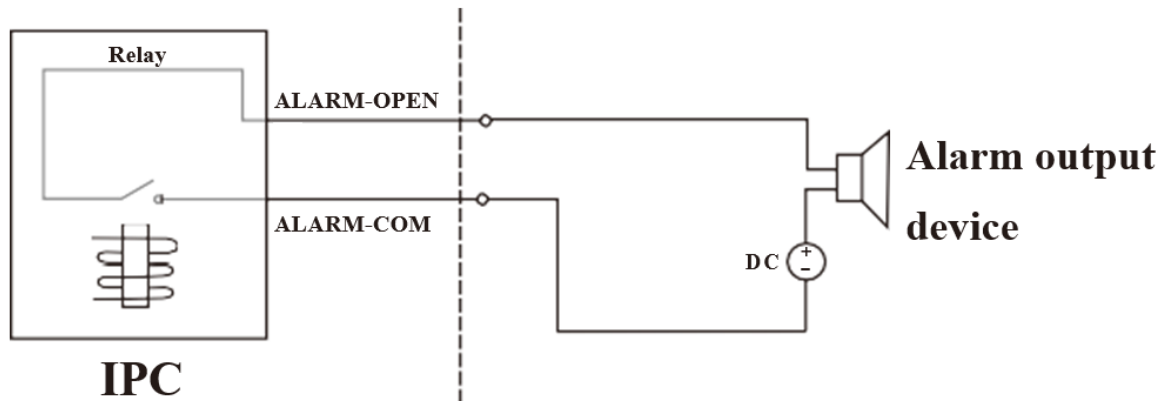 Relay
ALARM-OPEN
ALARM-COM
Alarm output
device
DC
+
−
IPC